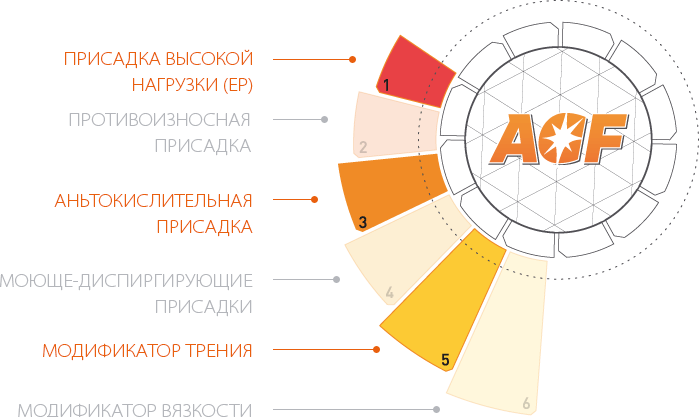 ПРИСАДКА ВЫСОКОЙ
НАГРУЗКИ (EP)
ПРОТИВОИЗНОСНАЯ
ПРИСАДКА
АНЬТОКИСЛИТЕЛЬНАЯ
ПРИСАДКА
МОЮЩЕ-ДИСПИРГИРУЮЩИЕ
ПРИСАДКИ
МОДИФИКАТОР ТРЕНИЯ
МОДИФИКАТОР ВЯЗКОСТИ
1
2
3
4
5
6
ACF